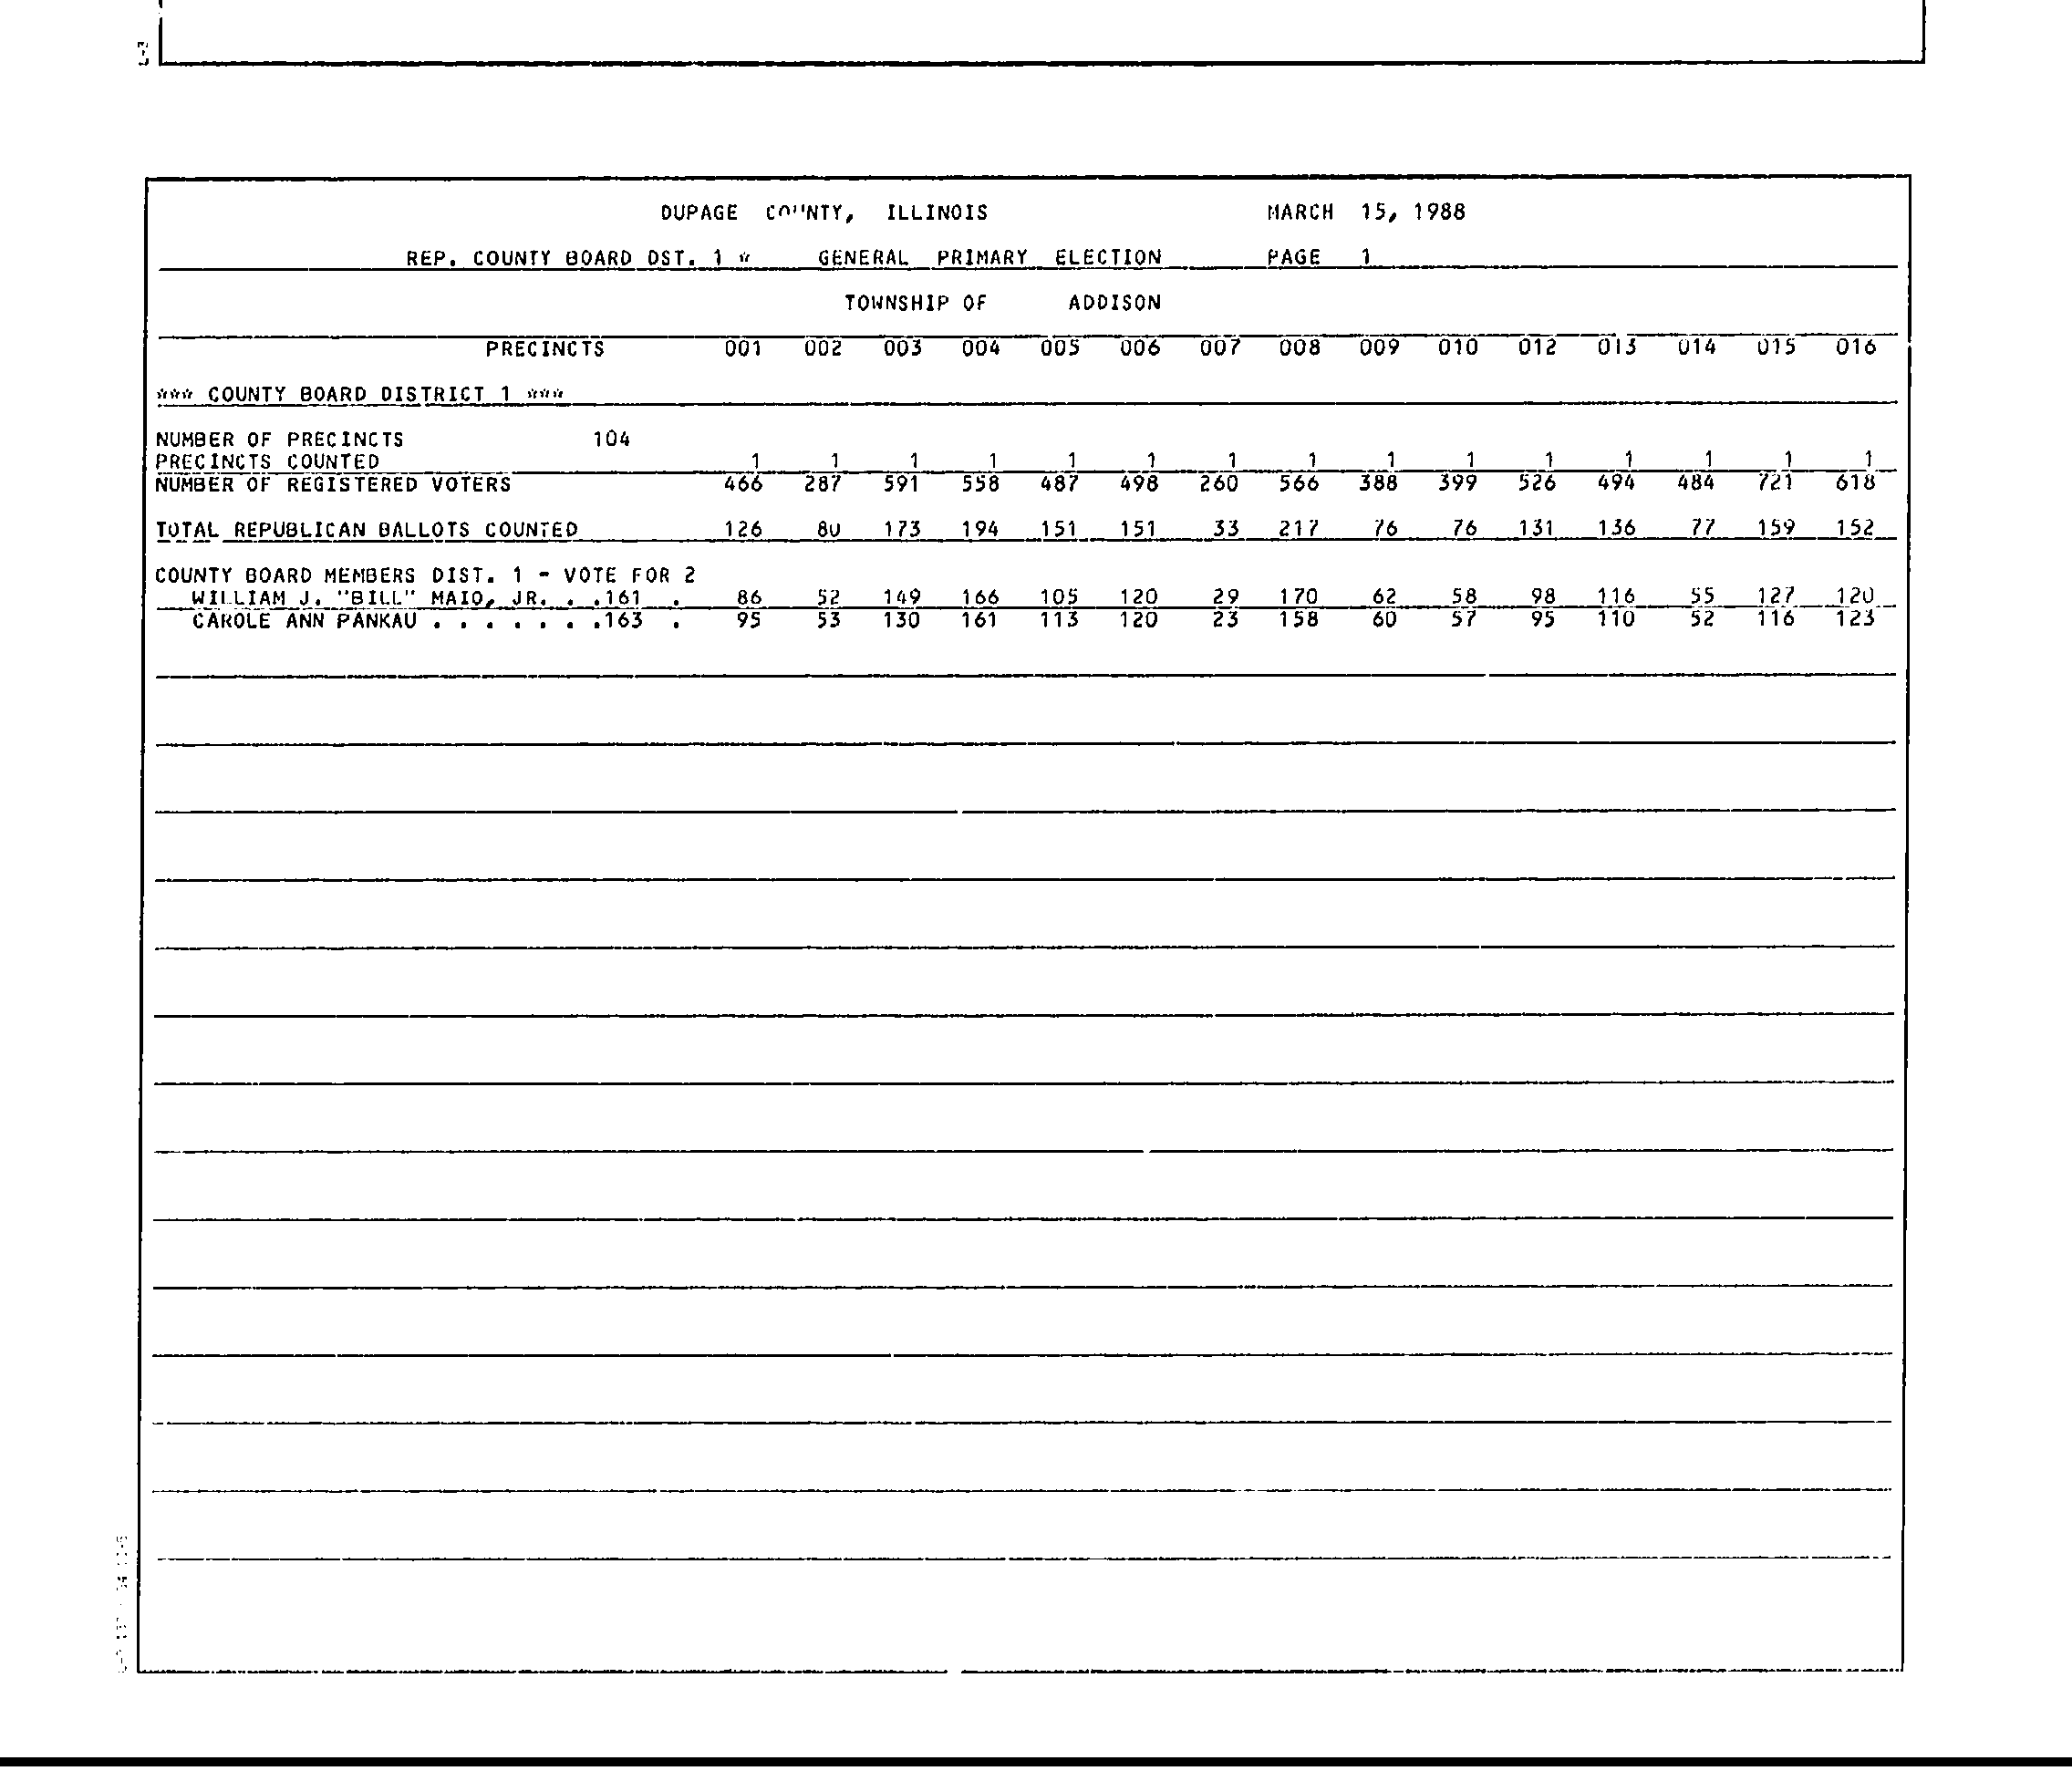 DUPAGE COUNTY, ILLINOIS MARCH 15, 1988
REP. COUNTY BOARD DST. 1 * GENERAL PRIMARY ELECTION PAGE 1
TOWNSHIP OF ADDISON
PRECINCTS 001 002 003 004 005 006 007 008 009 010 012 013 014 015 016
*** COUNTY BOARD DISTRICT 1 ***
NUMBER OF PRECINCTS 104
PRECINCTS COUNTED 1 1 1 1 1 1 1 1 1 1 1 1 1 1 1
NUMBER OF REGISTERED VOTERS 466 287 591 558 487 498 260 566 388 399 526 494 484 721 618
TOTAL REPUBLICAN BALLOTS COUNTED 126 80 173 194 151 151 33 217 76 76 131 136 77 159 152
COUNTY BOARD MEMBERS DIST. 1 - VOTE FOR 2
WILLIAM J. "BILL" MAIO, JR. . .161 . 86 52 149 166 105 120 29 170 62 58 98 116 55 127 120
CAROLE ANN PANKAU . . . . . . .163 . 95 53 130 161 113 120 23 158 60 57 95 110 52 116 123